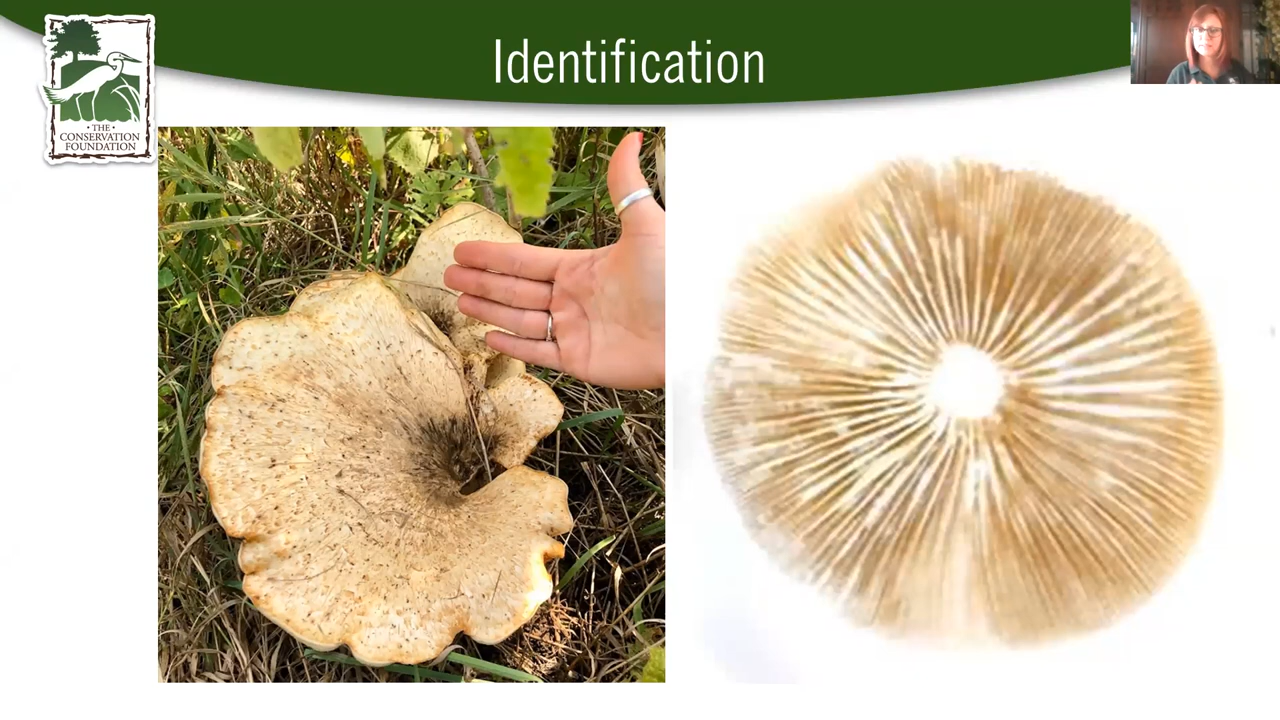 Identification
• THE •
CONSERVATION
FOUNDATION